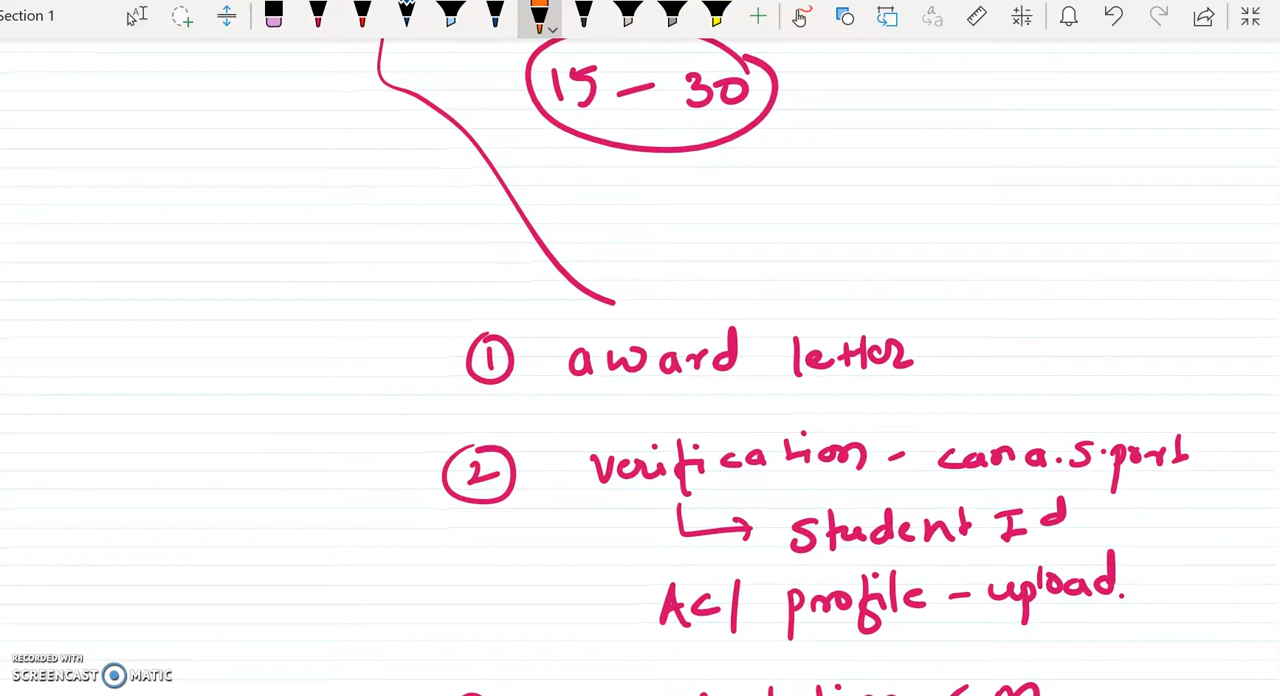 Section 1
15 - 30
① award letter
② verification - cana.s.port
↳ student Id
Ac/ profile - upload.
RECORDED WITH
SCREENCAST MATIC